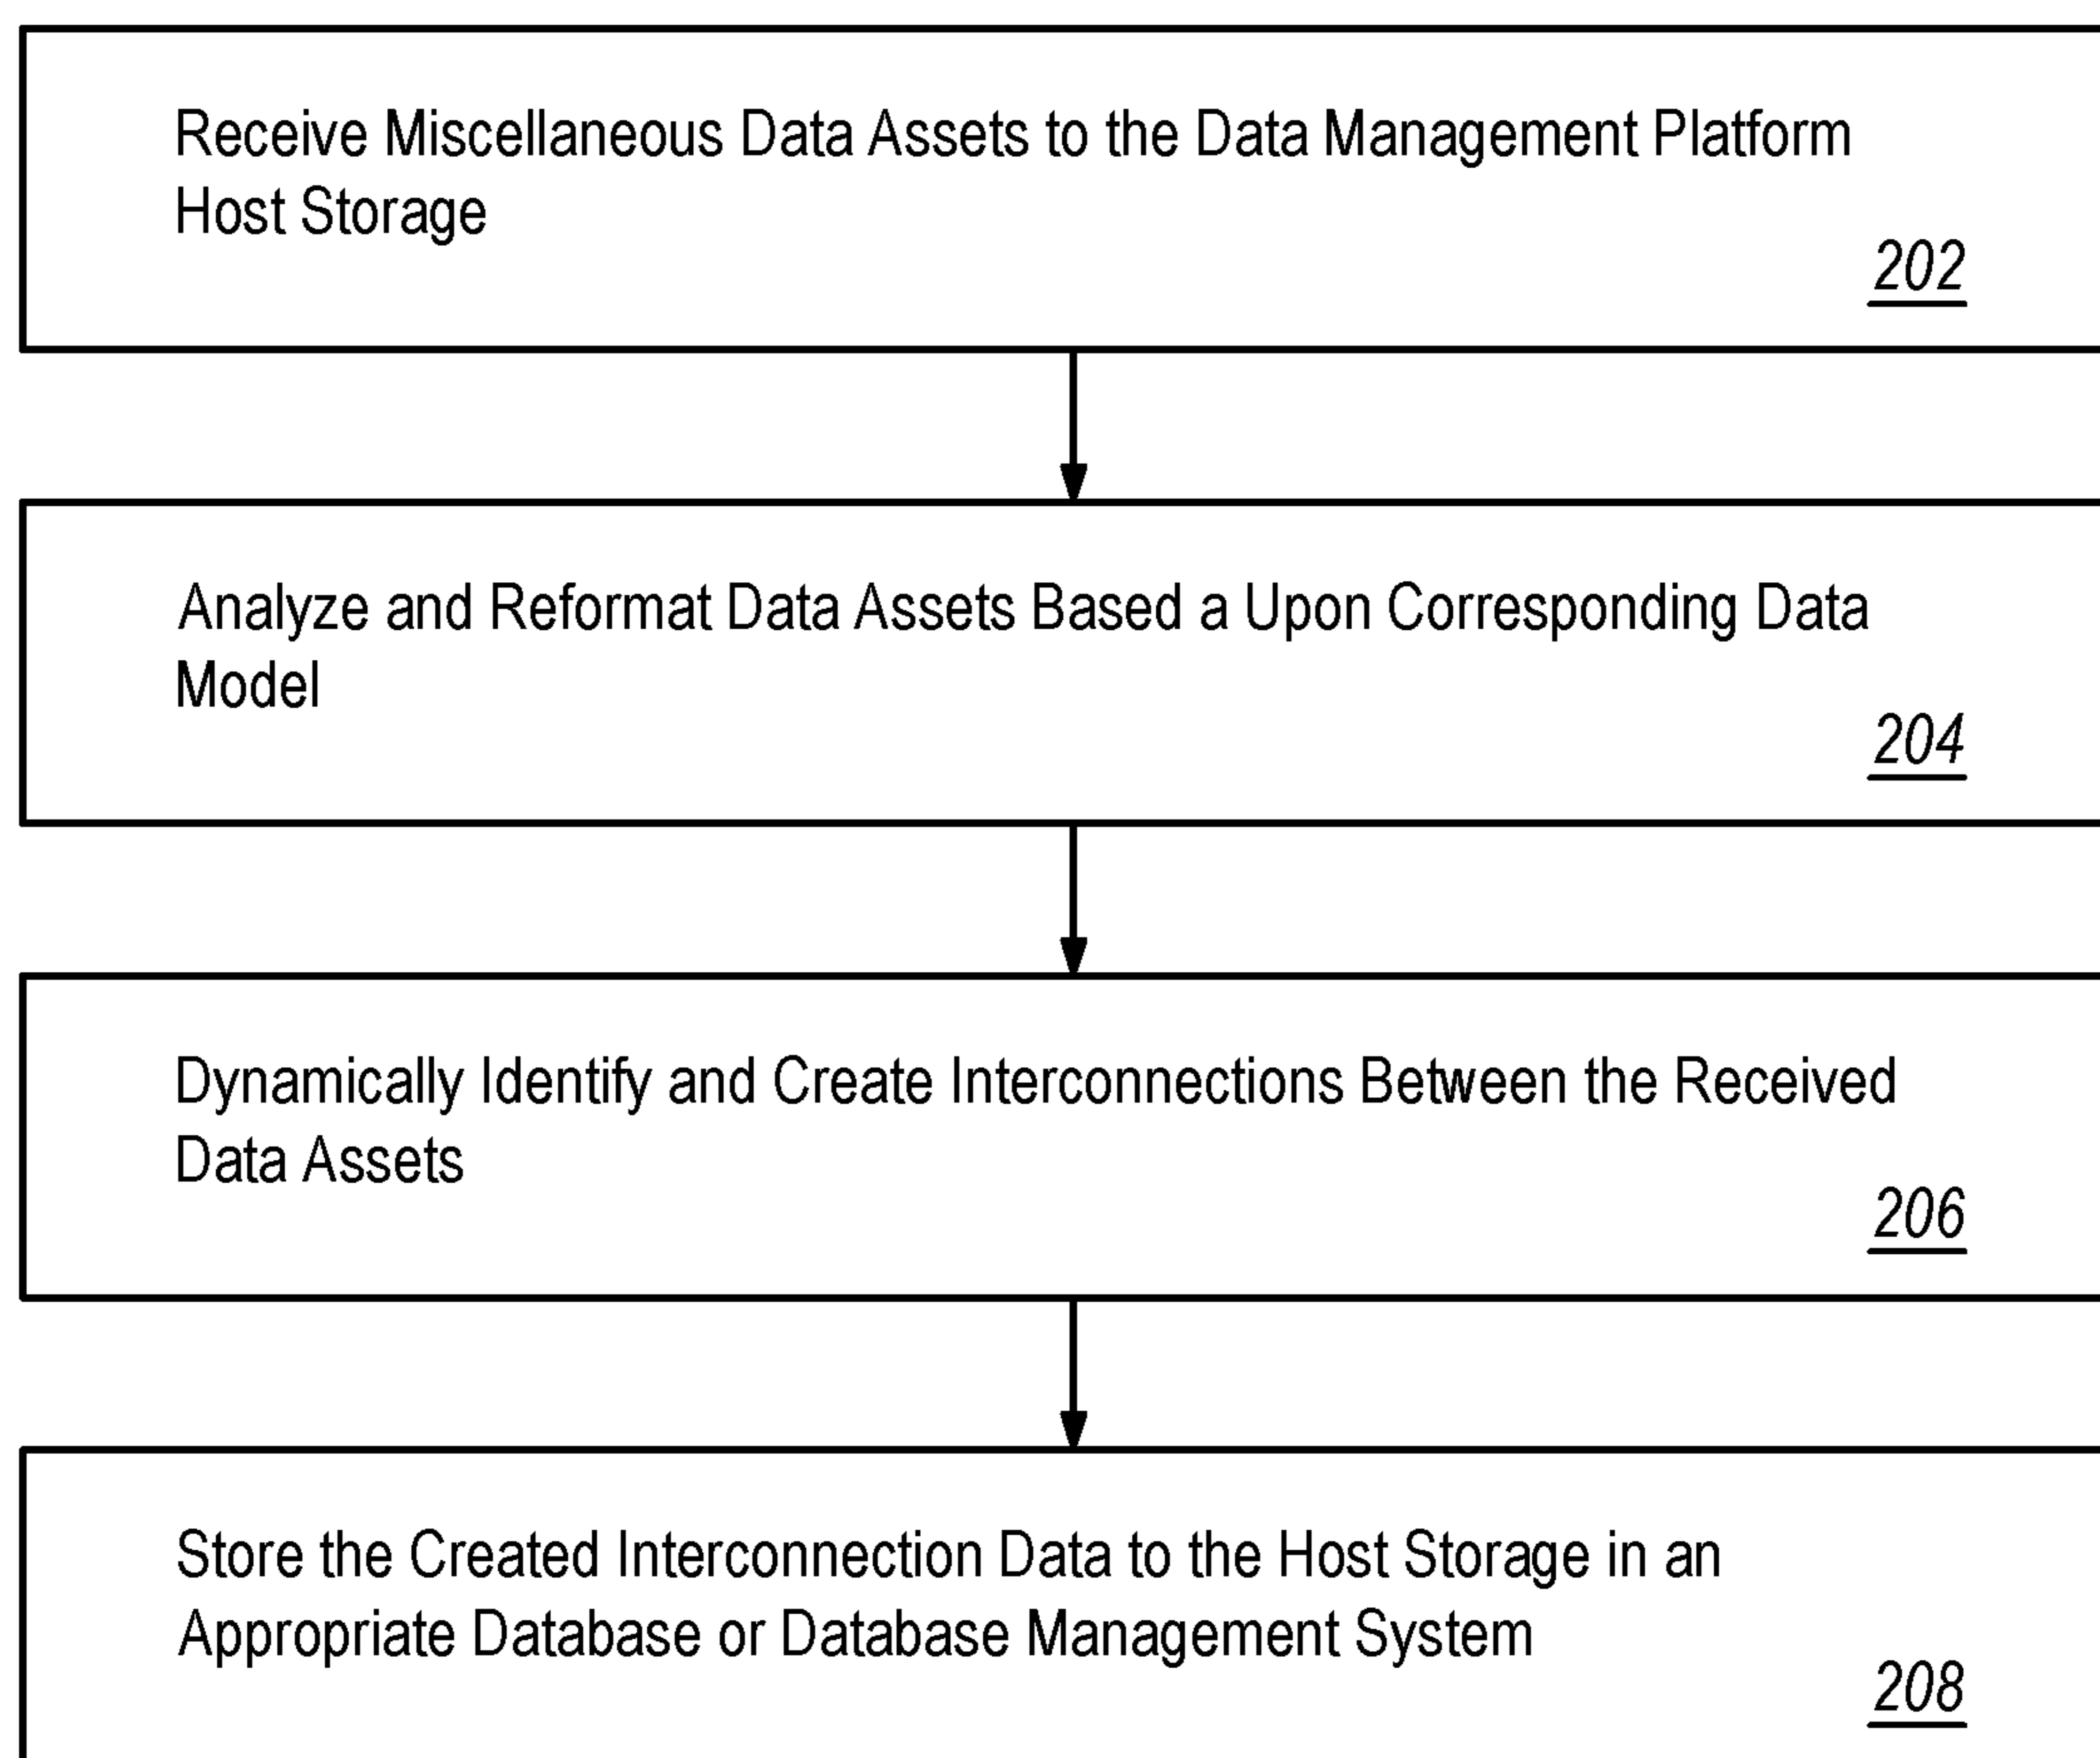 Receive Miscellaneous Data Assets to the Data Management Platform
Host Storage
202
Analyze and Reformat Data Assets Based a Upon Corresponding Data
Model
204
Dynamically Identify and Create Interconnections Between the Received
Data Assets
206
Store the Created Interconnection Data to the Host Storage in an
Appropriate Database or Database Management System
208